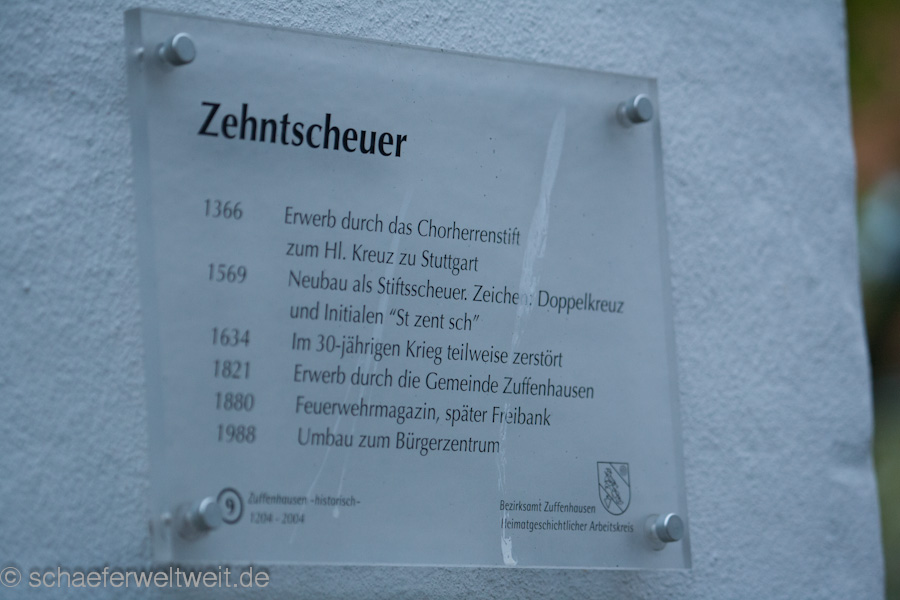 Zehntscheuer
1366 Erwerb durch das Chorherrenstift
zum Hl. Kreuz zu Stuttgart
1569 Neubau als Stiftsscheuer. Zeichen: Doppelkreuz
und Initialen “St zent sch”
1634 Im 30-jährigen Krieg teilweise zerstört
1821 Erwerb durch die Gemeinde Zuffenhausen
1880 Feuerwehrmagazin, später Freibank
1988 Umbau zum Bürgerzentrum
9 Zuffenhausen -historisch-
1204 - 2004
Bezirksamt Zuffenhausen
Heimatgeschichtlicher Arbeitskreis
© schaeferweltweit.de